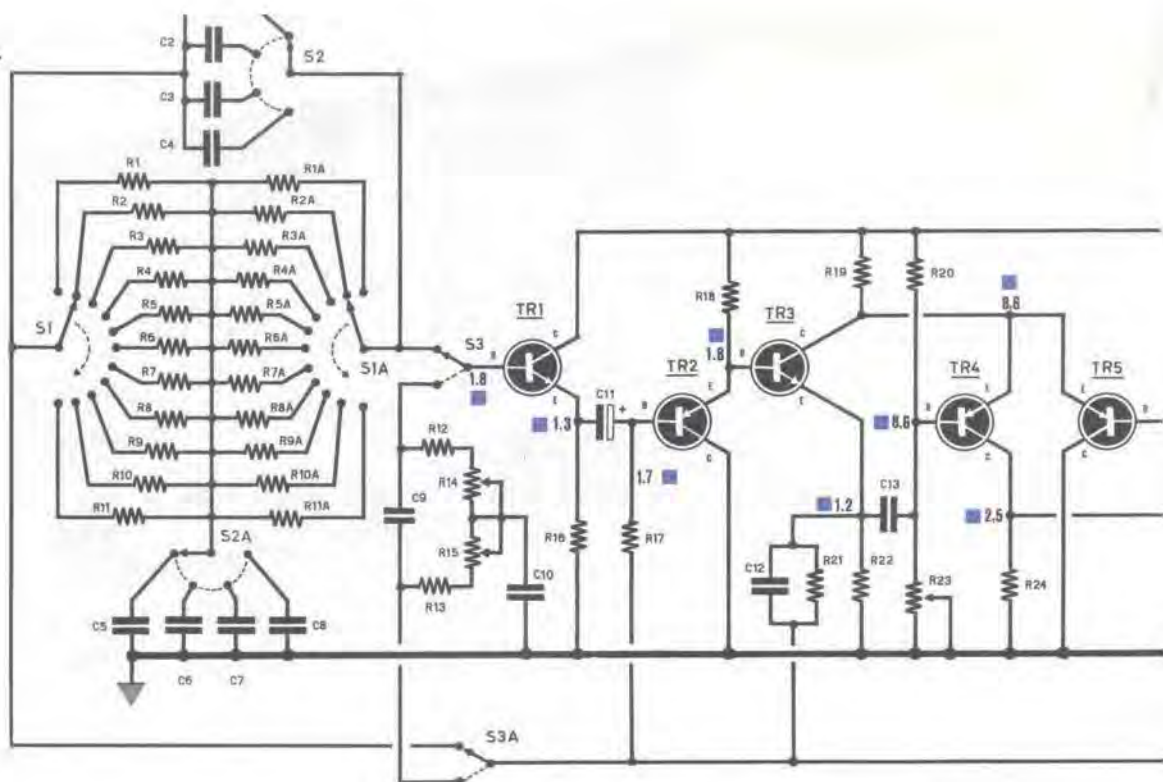 C2
S2
C3
C4
R1
R1A
R2
R2A
R3
R3A
R4
R4A
R5
R5A
R6
R6A
R7
R7A
R8
R8A
R9
R9A
R10
R10A
R11
R11A
S1
S1A
S2A
C5
C6
C7
C8
S3
B
1.8
TR1
C
E
1.3
C11
+
R12
R14
R15
R13
C9
C10
R16
R17
B
TR2
E
C
1.7
R18
1.8
B
TR3
C
E
R19
R20
8.6
1.2
C13
C12
R21
R22
R23
8.6
B
TR4
E
C
2.5
R24
TR5
E
B
C
S3A